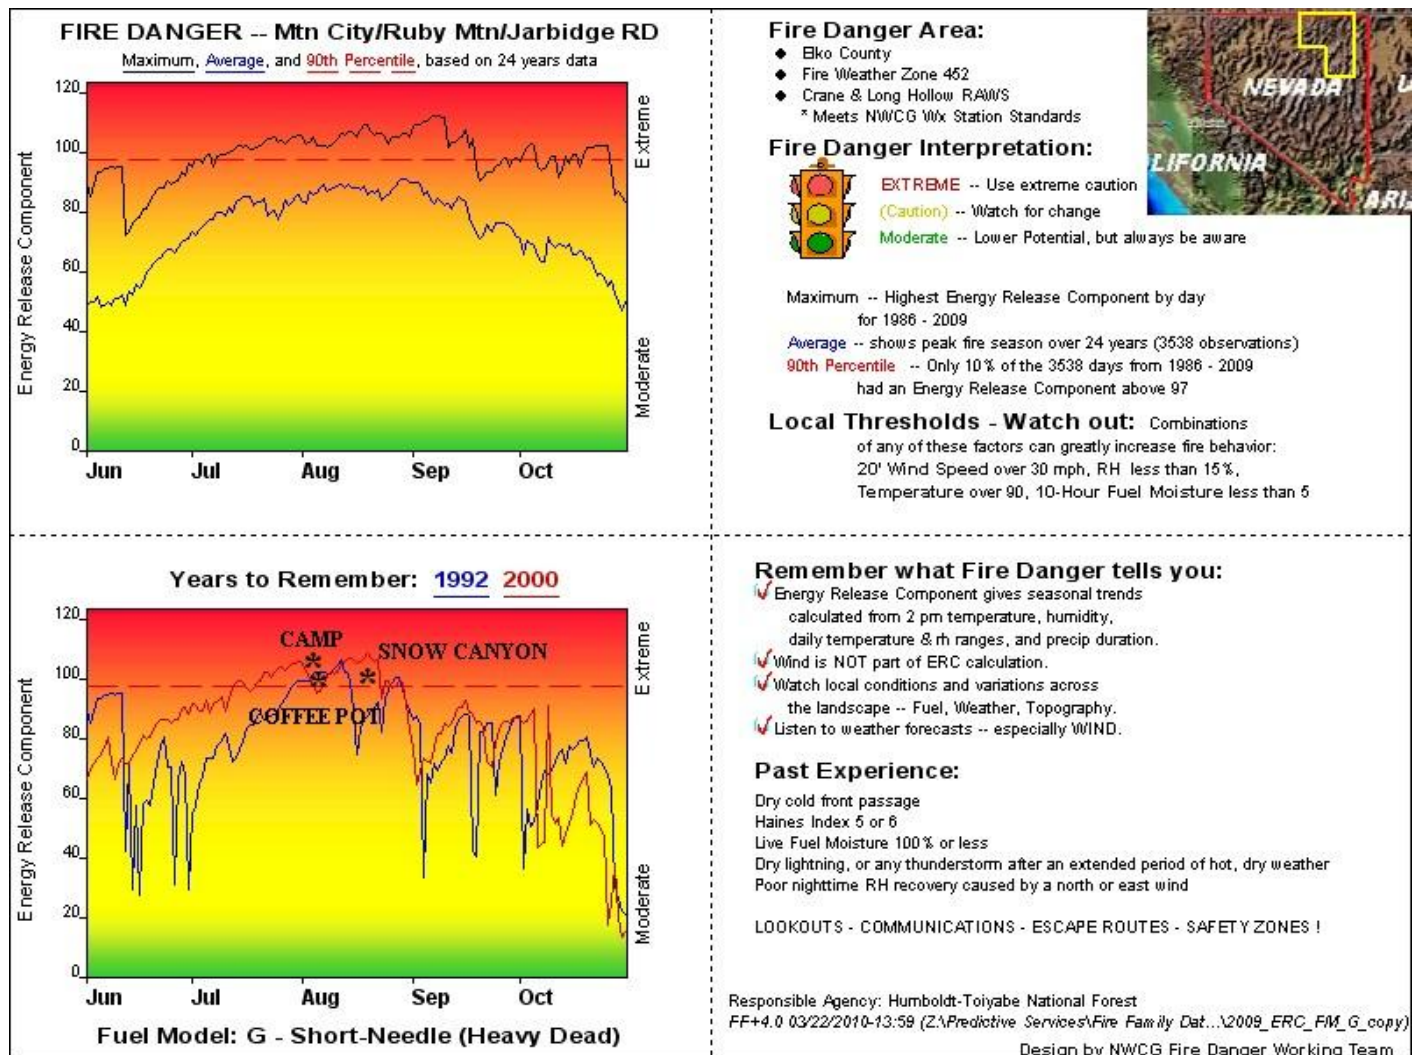 FIRE DANGER -- Mtn City/Ruby Mtn/Jarbidge RD
Maximum, Average, and 90th Percentile, based on 24 years data
Energy Release Component
120
100
80
60
40
20
0
Extreme
Moderate
Jun Jul Aug Sep Oct
Fire Danger Area:
Elko County
Fire Weather Zone 452
Crane & Long Hollow RAWS
* Meets NWCG Wx Station Standards
NEVADA
LIFORNIA
ARI
U
Fire Danger Interpretation:
EXTREME -- Use extreme caution
(Caution) -- Watch for change
Moderate -- Lower Potential, but always be aware
Maximum -- Highest Energy Release Component by day
for 1986 - 2009
Average -- shows peak fire season over 24 years (3538 observations)
90th Percentile -- Only 10% of the 3538 days from 1986 - 2009
had an Energy Release Component above 97
Local Thresholds - Watch out: Combinations
of any of these factors can greatly increase fire behavior:
20' Wind Speed over 30 mph, RH less than 15%,
Temperature over 90, 10-Hour Fuel Moisture less than 5
Years to Remember: 1992 2000
Energy Release Component
120
100
80
60
40
20
0
CAMP
SNOW CANYON
COFFEE POT
Extreme
Moderate
Jun Jul Aug Sep Oct
Fuel Model: G - Short-Needle (Heavy Dead)
Remember what Fire Danger tells you:
Energy Release Component gives seasonal trends
calculated from 2 pm temperature, humidity,
daily temperature & rh ranges, and precip duration.
Wind is NOT part of ERC calculation.
Watch local conditions and variations across
the landscape -- Fuel, Weather, Topography.
Listen to weather forecasts -- especially WIND.
Past Experience:
Dry cold front passage
Haines Index 5 or 6
Live Fuel Moisture 100% or less
Dry lightning, or any thunderstorm after an extended period of hot, dry weather
Poor nighttime RH recovery caused by a north or east wind
LOOKOUTS - COMMUNICATIONS - ESCAPE ROUTES - SAFETY ZONES !
Responsible Agency: Humboldt-Toiyabe National Forest
FF+4.0 03/22/2010-13:59 (Z:\Predictive Services\Fire Family Dat...\2009_ERC_FM_G_copy)
Design by NWCG Fire Danger Working Team